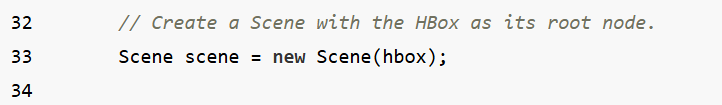 32 // Create a Scene with the HBox as its root node.
33 Scene scene = new Scene(hbox);
34